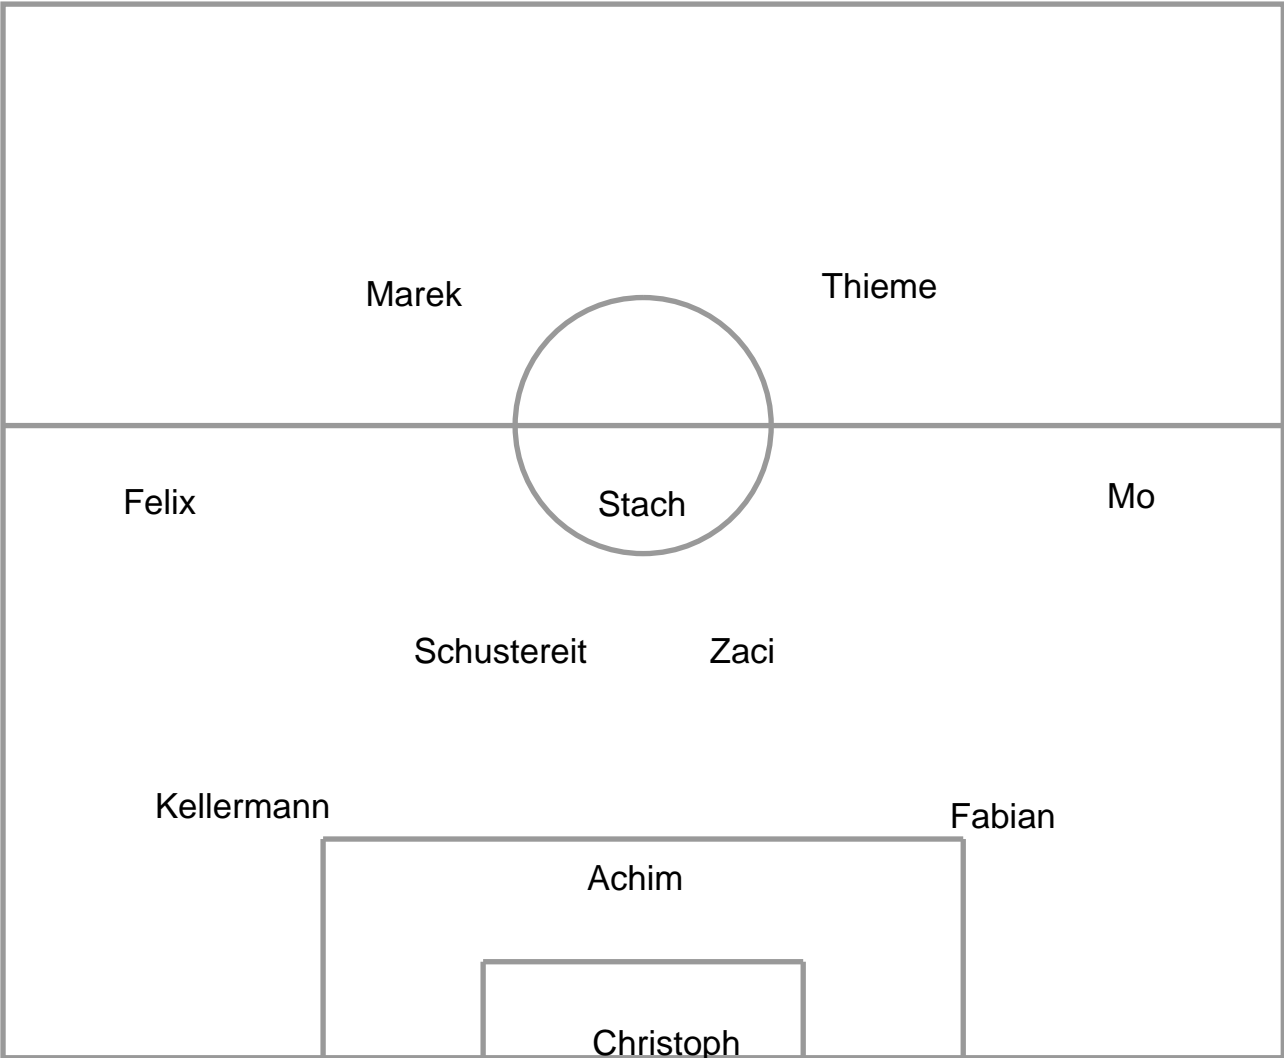 Marek
Thieme
Felix
Stach
Mo
Schustereit
Zaci
Kellermann
Fabian
Achim
Christoph